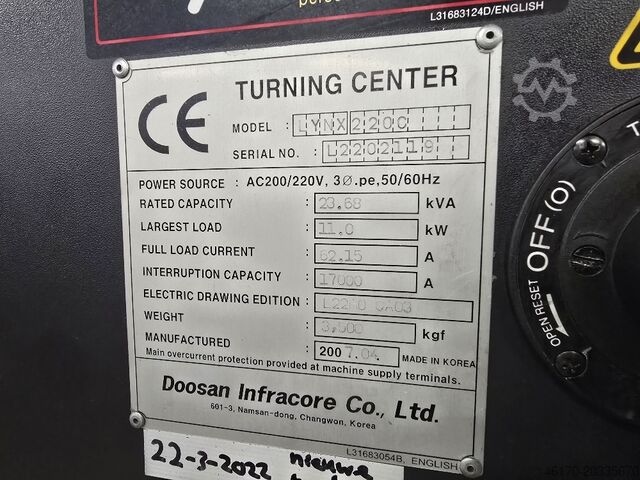 L31683124D/ENGLISH
CE
TURNING CENTER
MODEL : LYNX220C
SERIAL NO. : L2202119
POWER SOURCE : AC200/220V, 3Ø.pe,50/60Hz
RATED CAPACITY : 23.68 kVA
LARGEST LOAD : 11.0 kW
FULL LOAD CURRENT : 62.15 A
INTERRUPTION CAPACITY : 17000 A
ELECTRIC DRAWING EDITION :
WEIGHT : 3,500 kgf
MANUFACTURED : 2007.04 MADE IN KOREA
Main overcurrent protection provided at machine supply terminals.
Doosan Infracore Co., Ltd.
601-3, Namsan-dong, Changwon, Korea
L31683054B, ENGLISH
22-3-2022 nieuwe
OPEN RESET OFF(O)